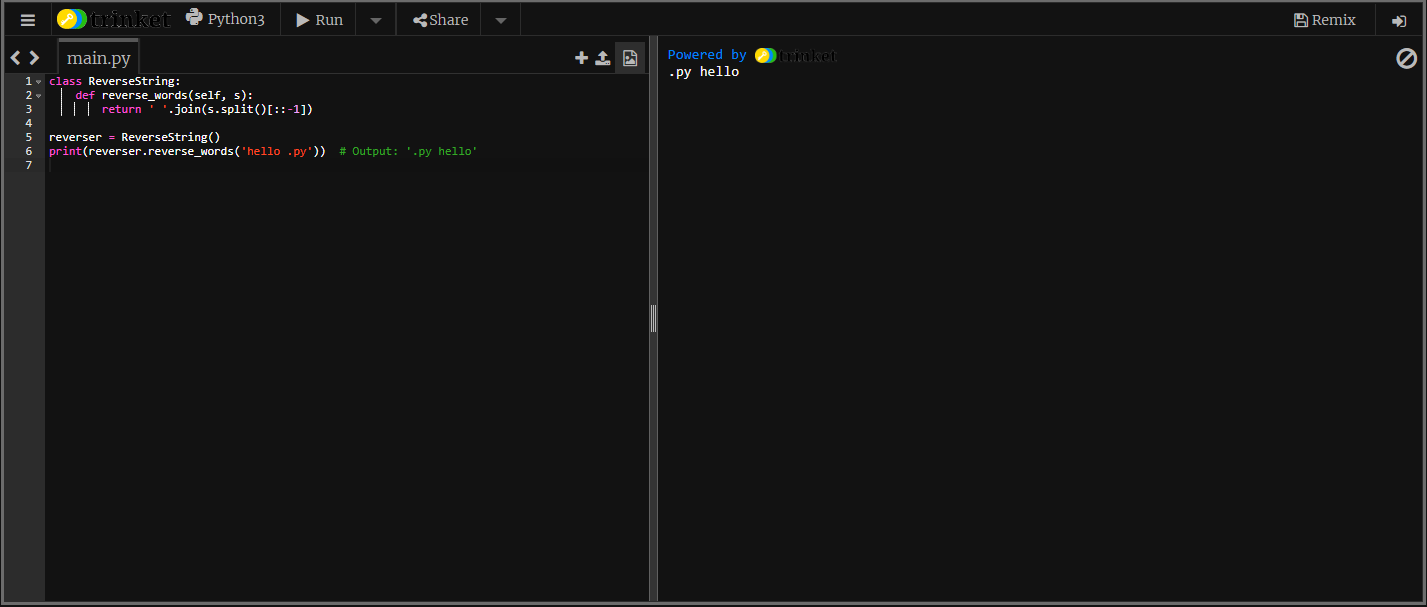 trinket Python3 Run Share Remix
main.py
1 class ReverseString:
2 def reverse_words(self, s):
3 return ' '.join(s.split()[::-1])
4
5 reverser = ReverseString()
6 print(reverser.reverse_words('hello .py'))  # Output: '.py hello'
7
Powered by trinket
.py hello